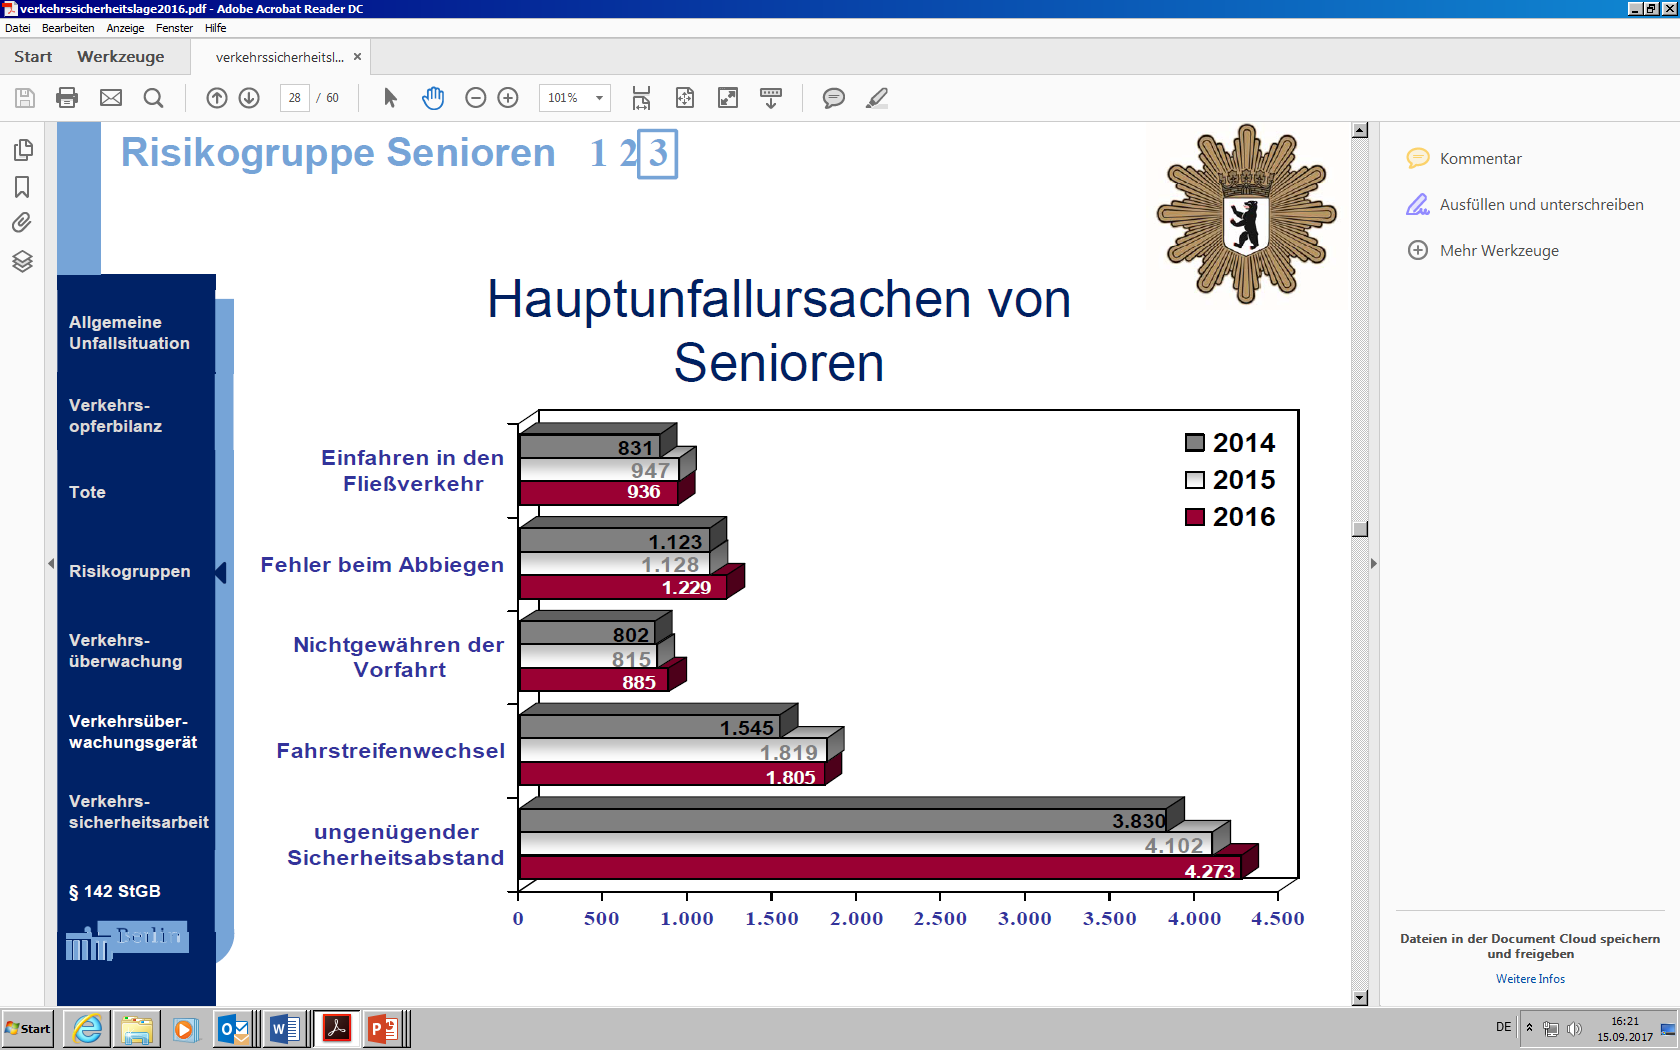 verkehrssicherheitslage2016.pdf - Adobe Acrobat Reader DC
Datei Bearbeiten Anzeige Fenster Hilfe
Start Werkzeuge verkehrssicherheitsl... ×
28 / 60 101%
Risikogruppe Senioren 1 2 3
Kommentar
Ausfüllen und unterschreiben
Mehr Werkzeuge
Allgemeine
Unfallsituation
Verkehrs-
opferbilanz
Tote
Risikogruppen
Verkehrs-
überwachung
Verkehrsüber-
wachungsgerät
Verkehrs-
sicherheitsarbeit
§ 142 StGB
Berlin
Hauptunfallursachen von
Senioren
2014
2015
2016
Einfahren in den
Fließverkehr
831
947
936
Fehler beim Abbiegen
1.123
1.128
1.229
Nichtgewähren der
Vorfahrt
802
815
885
Fahrstreifenwechsel
1.545
1.819
1.805
ungenügender
Sicherheitsabstand
3.830
4.102
4.273
0 500 1.000 1.500 2.000 2.500 3.000 3.500 4.000 4.500
Dateien in der Document Cloud speichern
und freigeben
Weitere Infos
Start
DE
16:21
15.09.2017